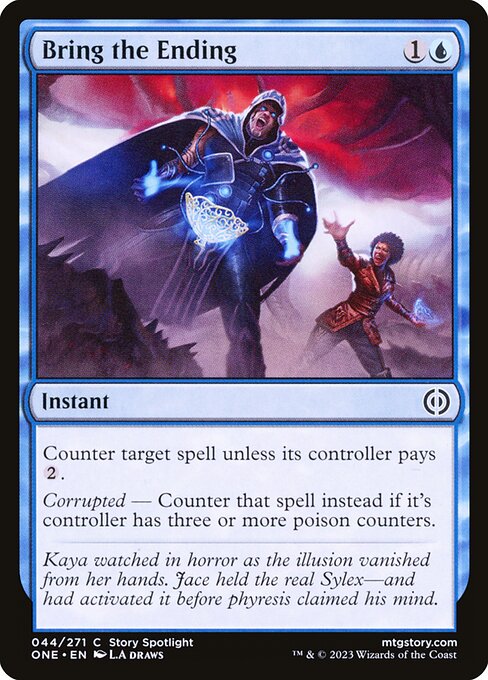 Bring the Ending 1
Instant
Counter target spell unless its controller pays
2.
Corrupted — Counter that spell instead if it's
controller has three or more poison counters.
Kaya watched in horror as the illusion vanished
from her hands. Jace held the real Sylex—and
had activated it before phyresis claimed his mind.
044/271 C Story Spotlight
mtgstory.com
ONE • EN L.A DRAWS
™ & © 2023 Wizards of the Coast